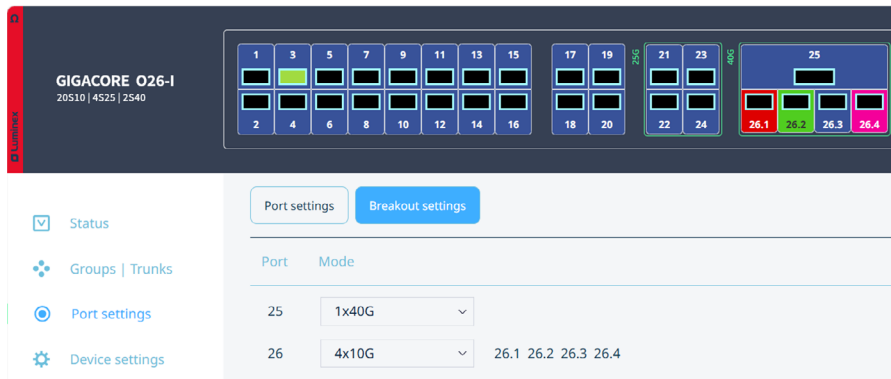 Luminex
GIGACORE O26-I
20S10 | 4S25 | 2S40
1 3 5 7 9 11 13 15 17 19 25G 21 23 40G 25
2 4 6 8 10 12 14 16 18 20 22 24 26.1 26.2 26.3 26.4
Port settings Breakout settings
Status
Groups | Trunks
Port settings
Device settings
Port Mode
25 1x40G
26 4x10G 26.1 26.2 26.3 26.4